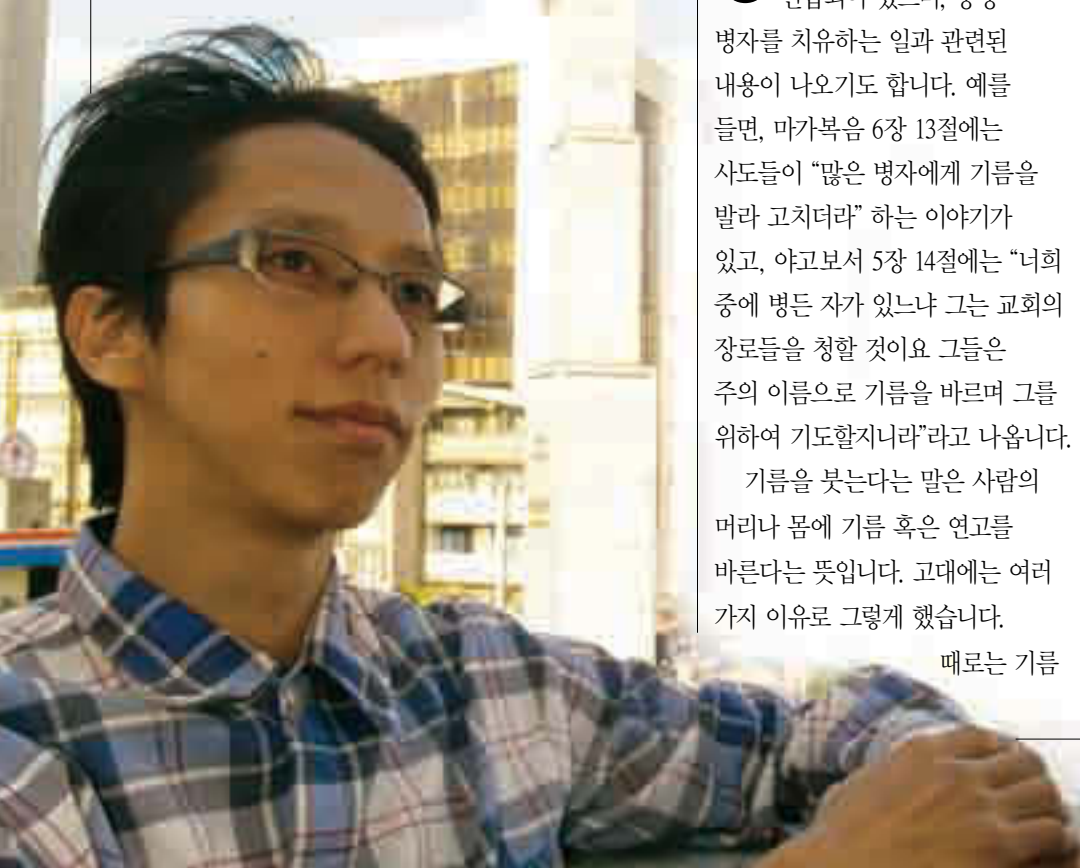 있으며,
병자를 치유하는 일과 관련된
내용이 나오기도 합니다. 예를
들면, 마가복음 6장 13절에는
사도들이 “많은 병자에게 기름을
발라 고치더라” 하는 이야기가
있고, 야고보서 5장 14절에는 “너희
중에 병든 자가 있느냐 그는 교회의
장로들을 청할 것이요 그들은
주의 이름으로 기름을 바르며 그를
위하여 기도할지니라”라고 나옵니다.
기름을 붓는다는 말은 사람의
머리나 몸에 기름 혹은 연고를
바른다는 뜻입니다. 고대에는 여러
가지 이유로 그렇게 했습니다.
때로는 기름